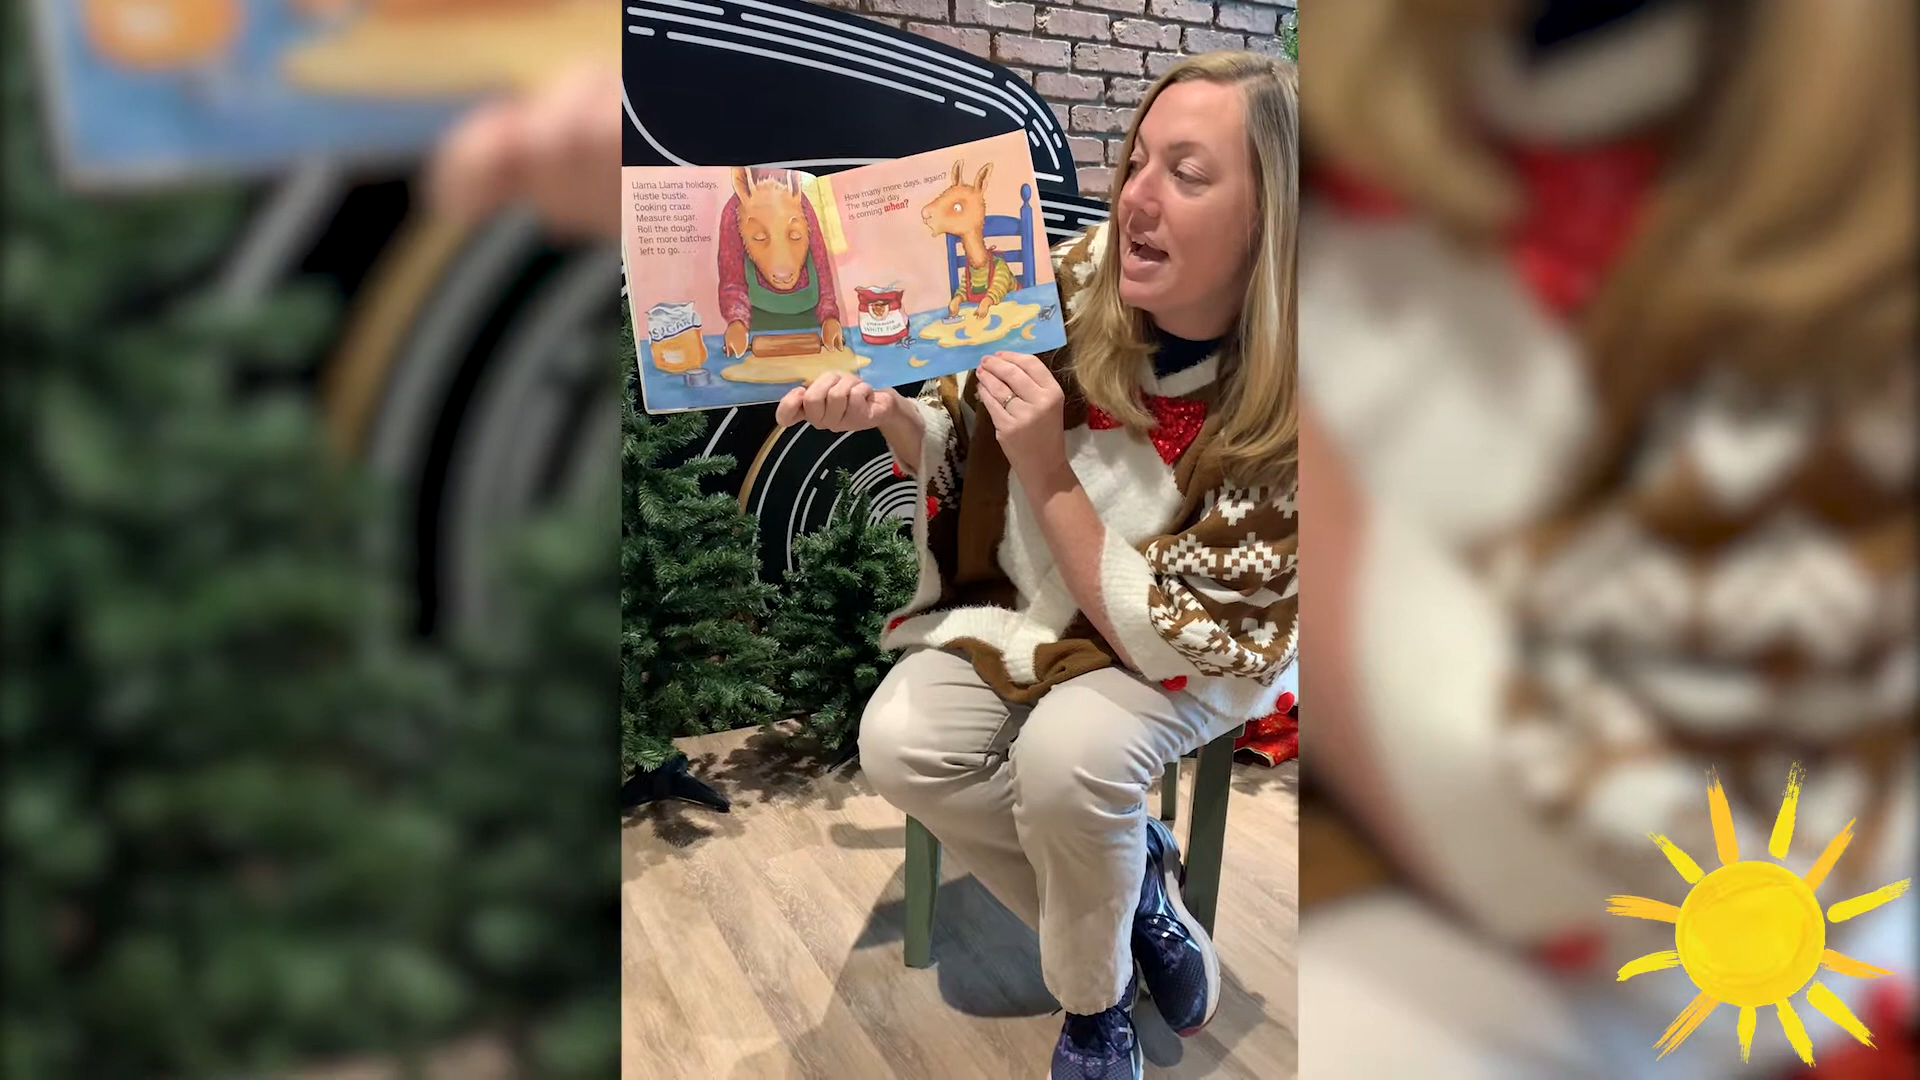 Llama Llama holidays.
Hustle bustle.
Cooking craze.
Measure sugar.
Roll the dough.
Ten more batches
left to go. . . .
How many more days, again?
The special day
is coming when?
SUGAR
WHITE FLOUR